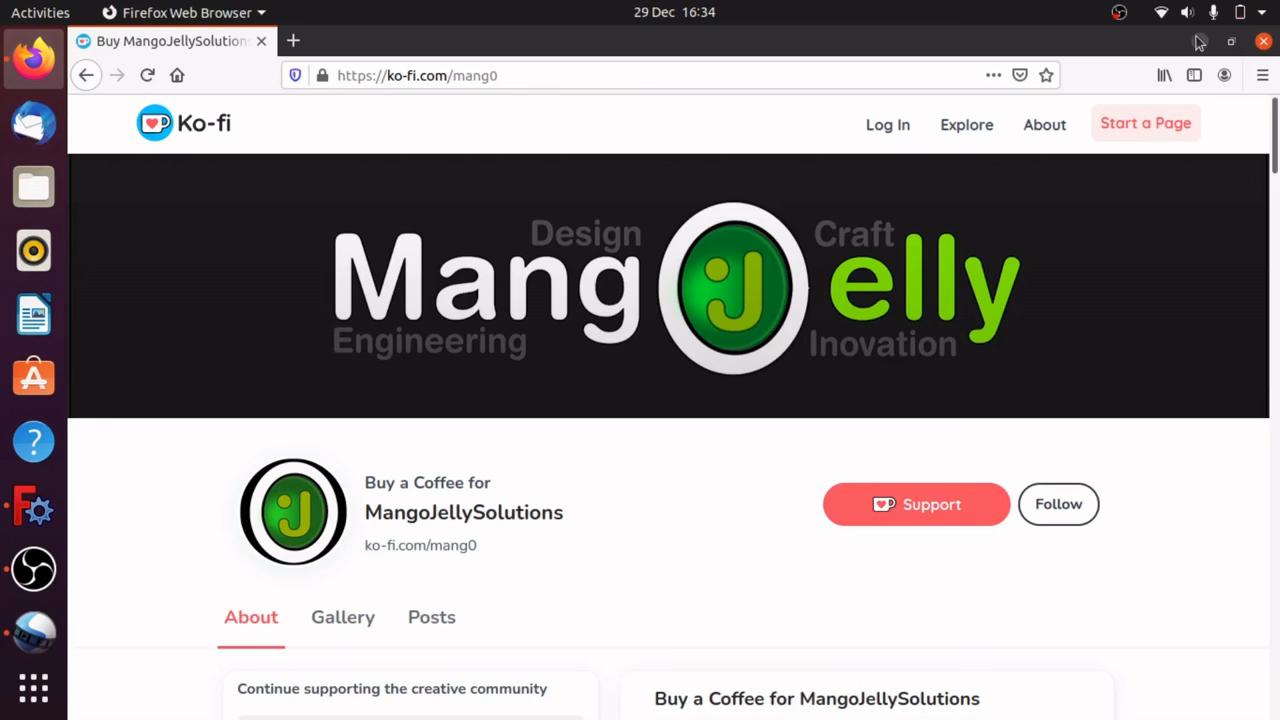 Activities
Firefox Web Browser
29 Dec 16:34
Buy MangoJellySolution
https://ko-fi.com/mang0
Ko-fi
Log In
Explore
About
Start a Page
Design
Craft
Mang
J
elly
Engineering
Inovation
Buy a Coffee for
MangoJellySolutions
ko-fi.com/mang0
Support
Follow
About
Gallery
Posts
Continue supporting the creative community
Buy a Coffee for MangoJellySolutions